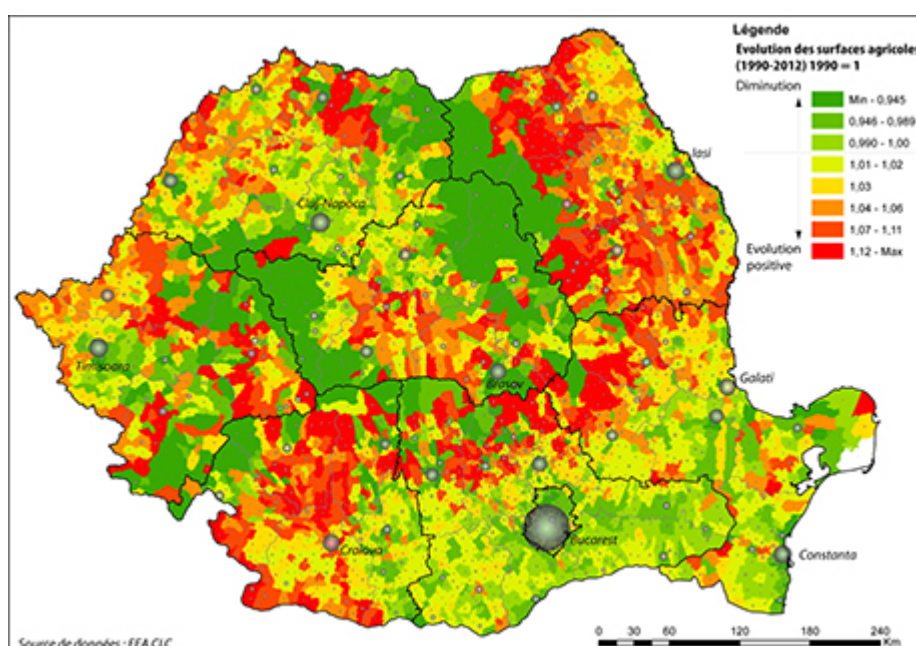 Légende
Evolution des surfaces agricoles
(1990-2012) 1990 = 1
Diminution
Min - 0,945
0,946 - 0,989
0,990 - 1,00
1,01 - 1,02
1,03
1,04 - 1,06
1,07 - 1,11
1,12 - Max
Evolution
positive
Iasi
Cluj-Napoca
Timisoara
Brasov
Galati
Craiova
Bucarest
Constanta
Source de données : EEA CLC
0 30 60 120 180 240
Km